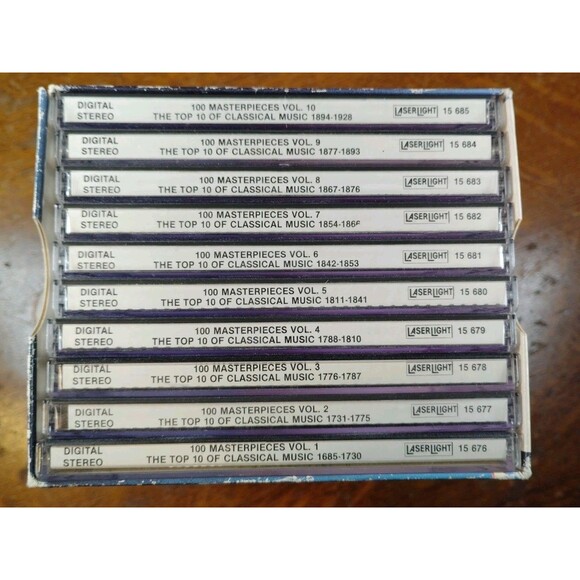 DIGITAL STEREO 100 MASTERPIECES VOL. 10
THE TOP 10 OF CLASSICAL MUSIC 1894-1928 LASERLIGHT 15 685
DIGITAL STEREO 100 MASTERPIECES VOL. 9
THE TOP 10 OF CLASSICAL MUSIC 1877-1893 LASERLIGHT 15 684
DIGITAL STEREO 100 MASTERPIECES VOL. 8
THE TOP 10 OF CLASSICAL MUSIC 1867-1876 LASERLIGHT 15 683
DIGITAL STEREO 100 MASTERPIECES VOL. 7
THE TOP 10 OF CLASSICAL MUSIC 1854-1866 LASERLIGHT 15 682
DIGITAL STEREO 100 MASTERPIECES VOL. 6
THE TOP 10 OF CLASSICAL MUSIC 1842-1853 LASERLIGHT 15 681
DIGITAL STEREO 100 MASTERPIECES VOL. 5
THE TOP 10 OF CLASSICAL MUSIC 1811-1841 LASERLIGHT 15 680
DIGITAL STEREO 100 MASTERPIECES VOL. 4
THE TOP 10 OF CLASSICAL MUSIC 1788-1810 LASERLIGHT 15 679
DIGITAL STEREO 100 MASTERPIECES VOL. 3
THE TOP 10 OF CLASSICAL MUSIC 1776-1787 LASERLIGHT 15 678
DIGITAL STEREO 100 MASTERPIECES VOL. 2
THE TOP 10 OF CLASSICAL MUSIC 1731-1775 LASERLIGHT 15 677
DIGITAL STEREO 100 MASTERPIECES VOL. 1
THE TOP 10 OF CLASSICAL MUSIC 1685-1730 LASERLIGHT 15 676